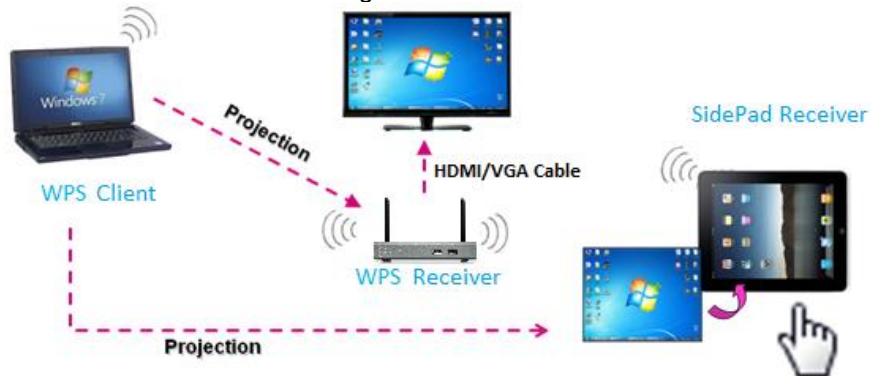 Windows 7
SidePad Receiver
Projection
HDMI/VGA Cable
WPS Client
WPS Receiver
Projection